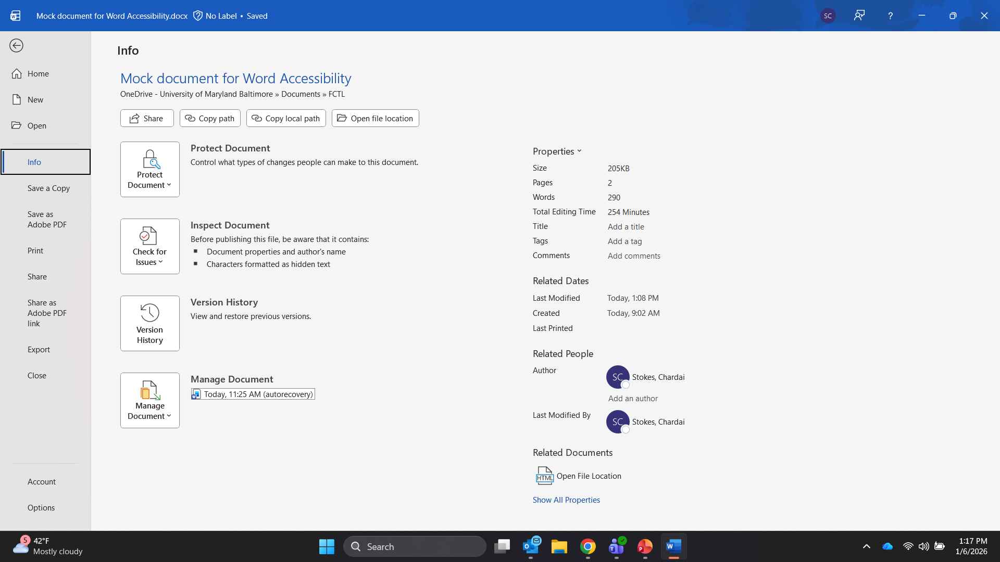 Mock document for Word Accessibility.docx No Label • Saved
SC
?
Info
Home
New
Open
Info
Save a Copy
Save as
Adobe PDF
Print
Share
Share as
Adobe PDF
link
Export
Close
Account
Options
Mock document for Word Accessibility
OneDrive - University of Maryland Baltimore » Documents » FCTL
Share
Copy path
Copy local path
Open file location
Protect
Document
Protect Document
Control what types of changes people can make to this document.
Check for
Issues
Inspect Document
Before publishing this file, be aware that it contains:
Document properties and author's name
Characters formatted as hidden text
Version
History
Version History
View and restore previous versions.
Manage
Document
Manage Document
Today, 11:25 AM (autorecovery)
Properties
Size 205KB
Pages 2
Words 290
Total Editing Time 254 Minutes
Title Add a title
Tags Add a tag
Comments Add comments
Related Dates
Last Modified Today, 1:08 PM
Created Today, 9:02 AM
Last Printed
Related People
Author SC Stokes, Chardai
Add an author
Last Modified By SC Stokes, Chardai
Related Documents
HTML Open File Location
Show All Properties
5
42°F
Mostly cloudy
Search
1:17 PM
1/6/2026